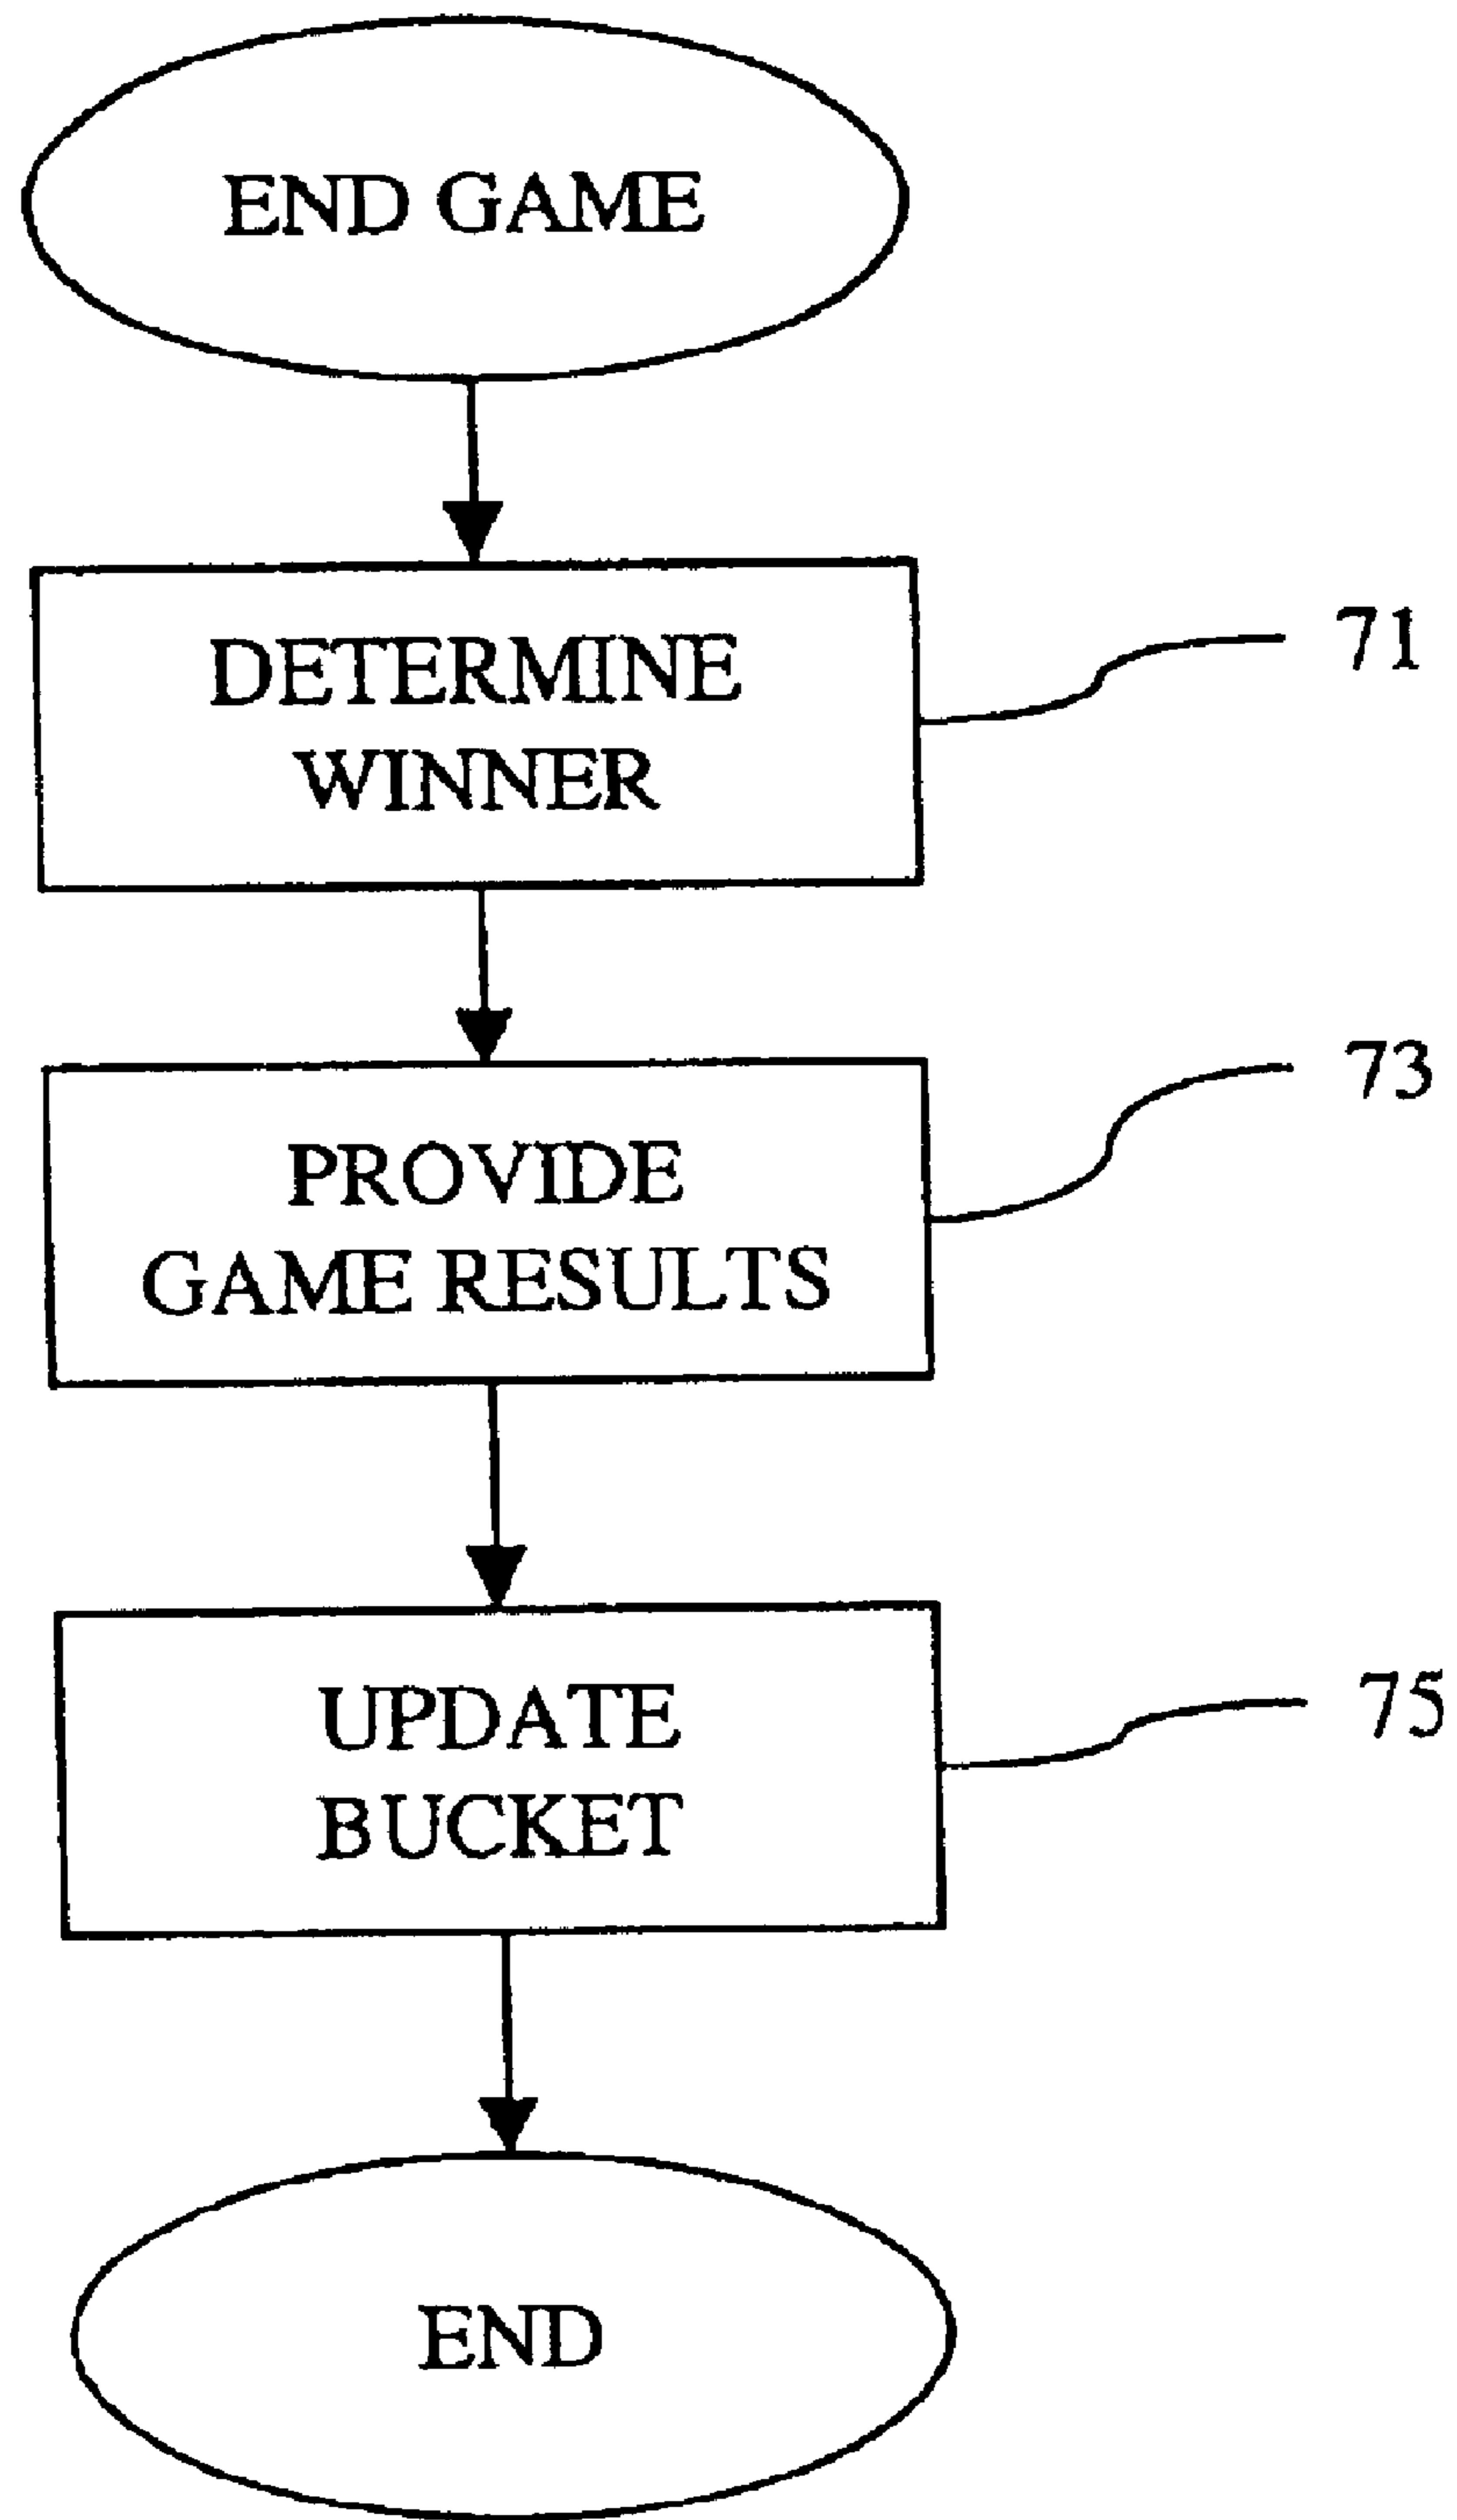 END GAME
DETERMINE
WINNER
71
PROVIDE
GAME RESULTS
73
UPDATE
BUCKET
75
END